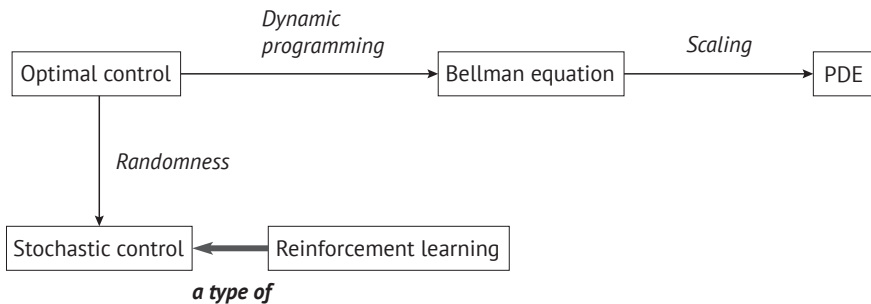 Dynamic
programming
Scaling
Optimal control
Bellman equation
PDE
Randomness
Stochastic control
Reinforcement learning
a type of